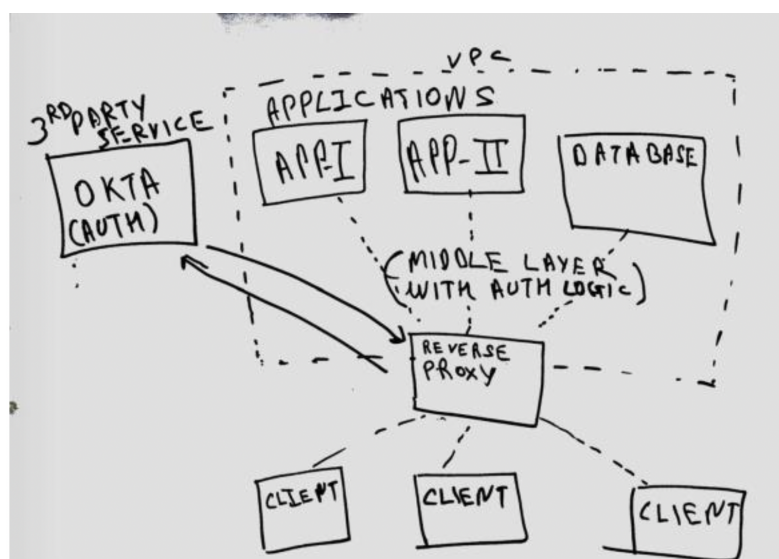 VPC
3RD PARTY
SERVICE
APPLICATIONS
OKTA
(AUTH)
APP-I
APP-II
DATABASE
(MIDDLE LAYER
WITH AUTH LOGIC)
REVERSE
PROXY
CLIENT
CLIENT
CLIENT